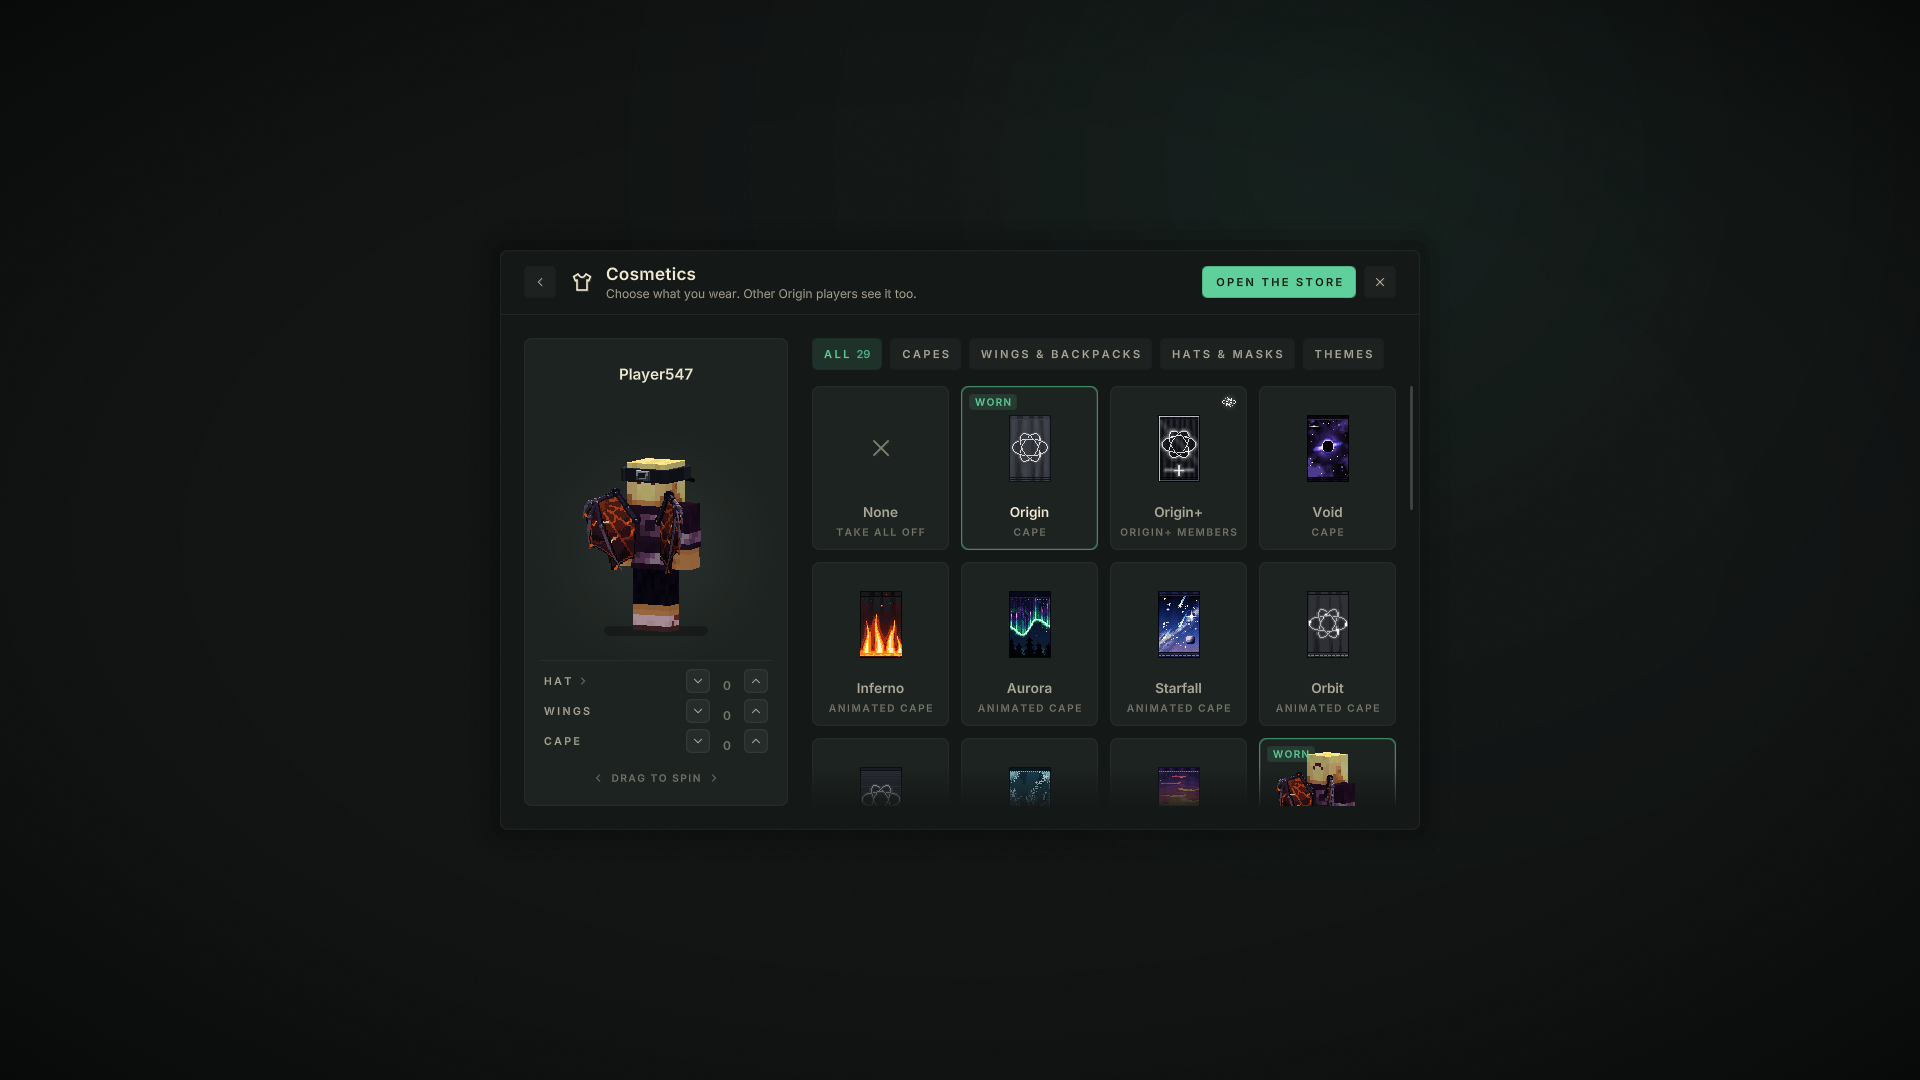 Cosmetics
Choose what you wear. Other Origin players see it too.
OPEN THE STORE
Player547
HAT
0
WINGS
0
CAPE
0
DRAG TO SPIN
ALL 29
CAPES
WINGS & BACKPACKS
HATS & MASKS
THEMES
None
TAKE ALL OFF
WORN
Origin
CAPE
Origin+
ORIGIN+ MEMBERS
Void
CAPE
Inferno
ANIMATED CAPE
Aurora
ANIMATED CAPE
Starfall
ANIMATED CAPE
Orbit
ANIMATED CAPE
WORN